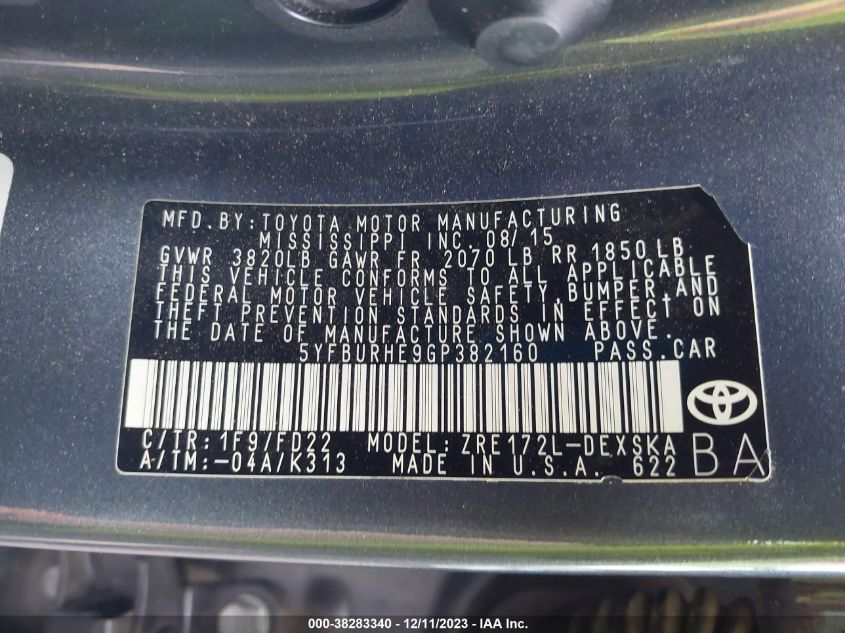 MFD. BY: TOYOTA MOTOR MANUFACTURING
MISSISSIPPI INC. 08/15
GVWR 3820LB GAWR FR 2070 LB RR 1850 LB
THIS VEHICLE CONFORMS TO ALL APPLICABLE
FEDERAL MOTOR VEHICLE SAFETY, BUMPER, AND
THEFT PREVENTION STANDARDS IN EFFECT ON
THE DATE OF MANUFACTURE SHOWN ABOVE.
5YFBURHE9GP382160 PASS. CAR
C/TR: 1F9/FD22 MODEL: ZRE172L-DEXSKA
A/TM: -04A/K313 MADE IN U.S.A. 622 BA
000-38283340 - 12/11/2023 - IAA Inc.